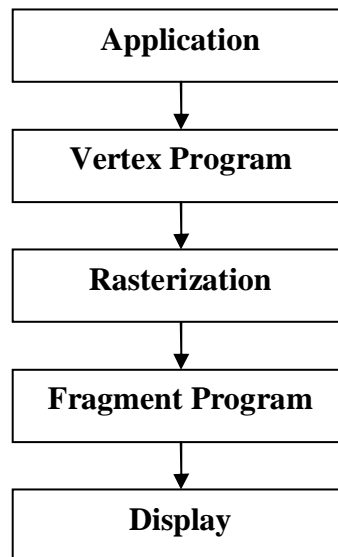 Application
Vertex Program
Rasterization
Fragment Program
Display